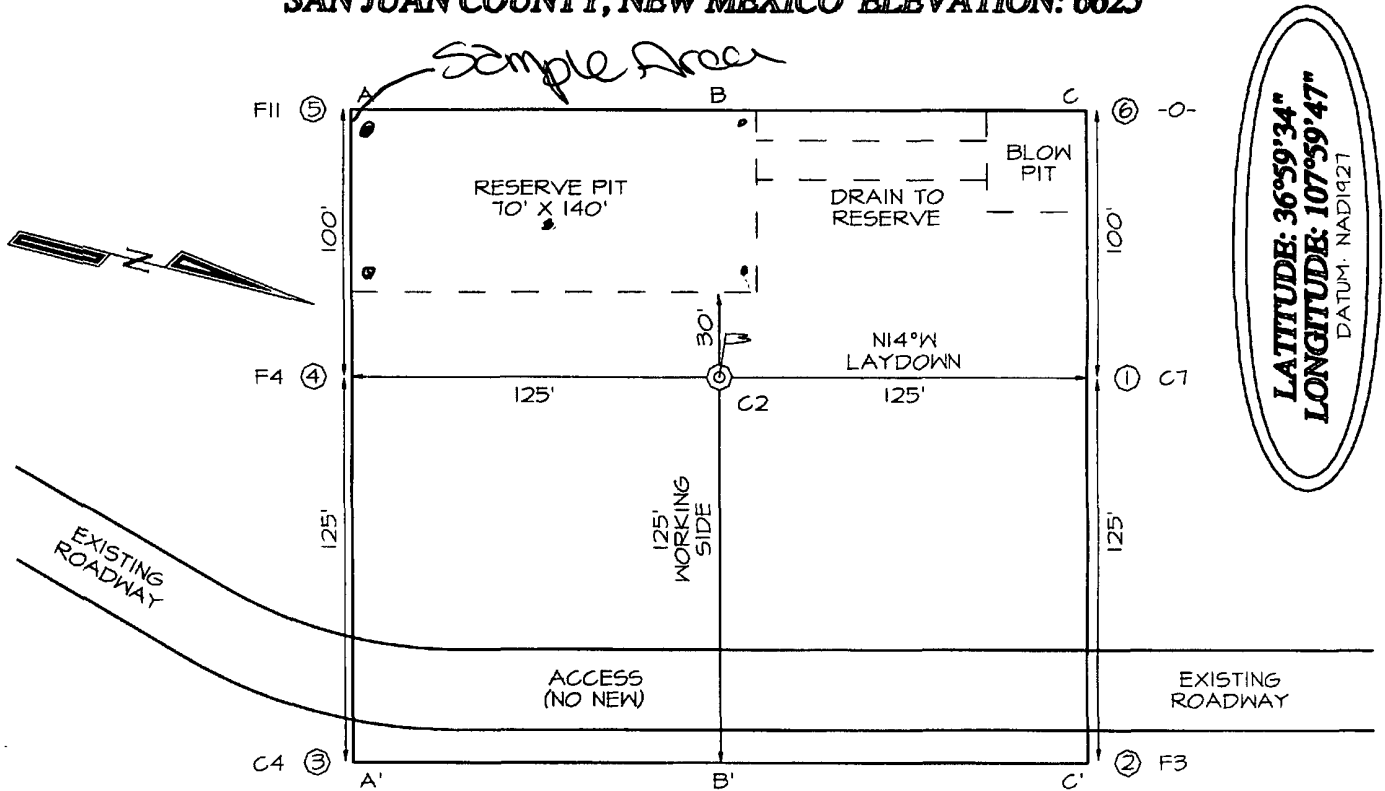 SAN JUAN COUNTY, NEW MEXICO ELEVATION: 6625'
Sample Area
A
B
C
F11 ⑤
⑥ -0-
RESERVE PIT
70' X 140'
DRAIN TO
RESERVE
BLOW
PIT
100'
100'
N
30'
N14°W
LAYDOWN
F4 ④
125'
C2
125'
① C7
125'
125'
WORKING
SIDE
125'
EXISTING
ROADWAY
ACCESS
(NO NEW)
EXISTING
ROADWAY
C4 ③
② F3
A'
B'
C'
LATITUDE: 36°59'34"
LONGITUDE: 107°59'47"
DATUM: NAD1927